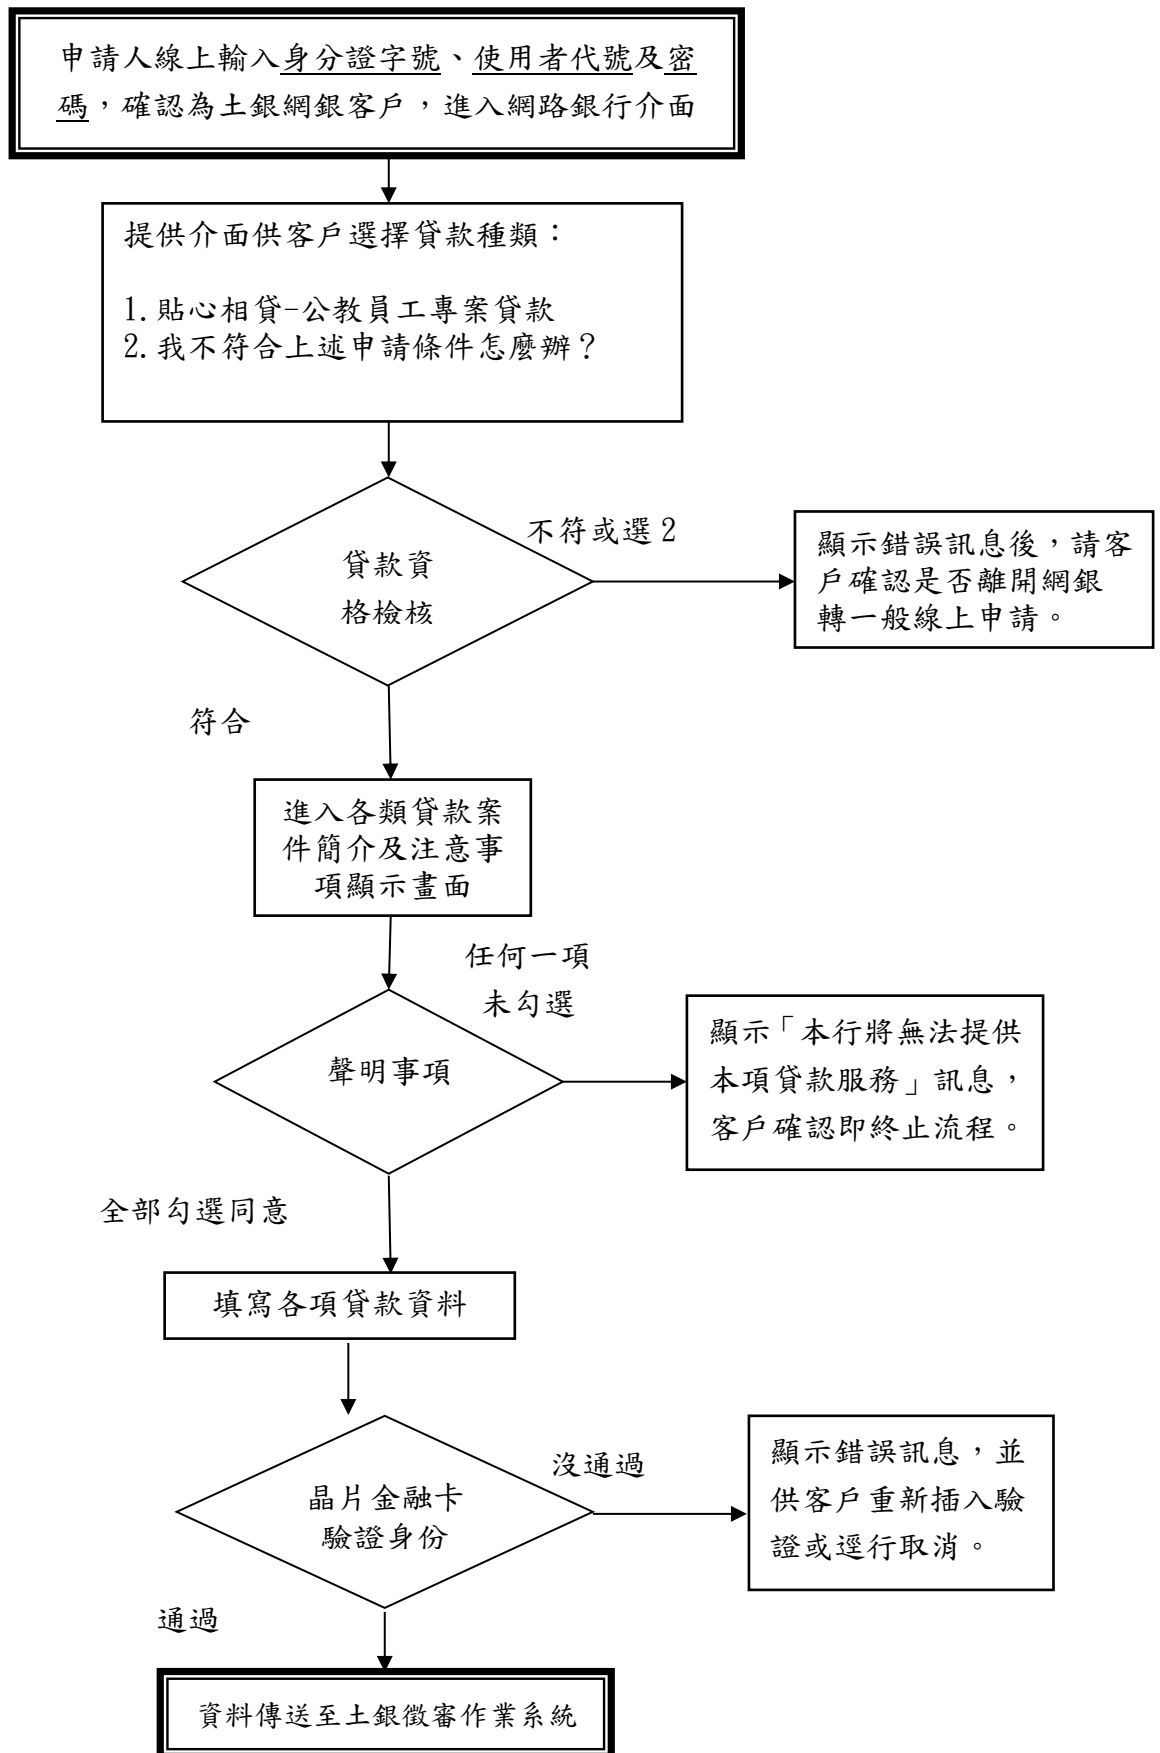 申請人線上輸入身分證字號、使用者代號及密
碼，確認為土銀網銀客戶，進入網路銀行介面
提供介面供客戶選擇貸款種類：
1.貼心相貸-公教員工專案貸款
2.我不符合上述申請條件怎麼辦？
貸款資
格檢核
不符或選 2
顯示錯誤訊息後，請客
戶確認是否離開網銀
轉一般線上申請。
符合
進入各類貸款案
件簡介及注意事
項顯示畫面
任何一項
未勾選
聲明事項
顯示「本行將無法提供
本項貸款服務」訊息，
客戶確認即終止流程。
全部勾選同意
填寫各項貸款資料
晶片金融卡
驗證身份
沒通過
顯示錯誤訊息，並
供客戶重新插入驗
證或逕行取消。
通過
資料傳送至土銀徵審作業系統